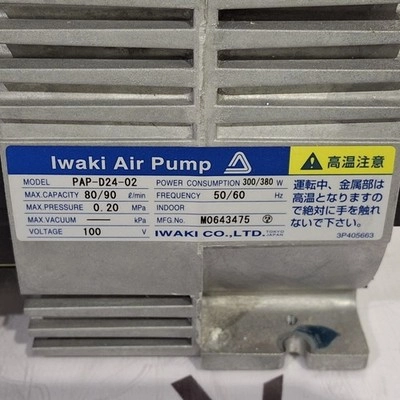 Iwaki Air Pump
MODEL PAP-D24-02 POWER CONSUMPTION 300/380 W
MAX.CAPACITY 80/90 ℓ/min FREQUENCY 50/60 Hz
MAX.PRESSURE 0.20 MPa INDOOR
MAX.VACUUM — kPa MFG.No. M0643475
VOLTAGE 100 V IWAKI CO.,LTD. TOKYO JAPAN
高温注意
運転中、金属部は
高温となりますの
で絶対に手を触れ
ないで下さい。
3P405663